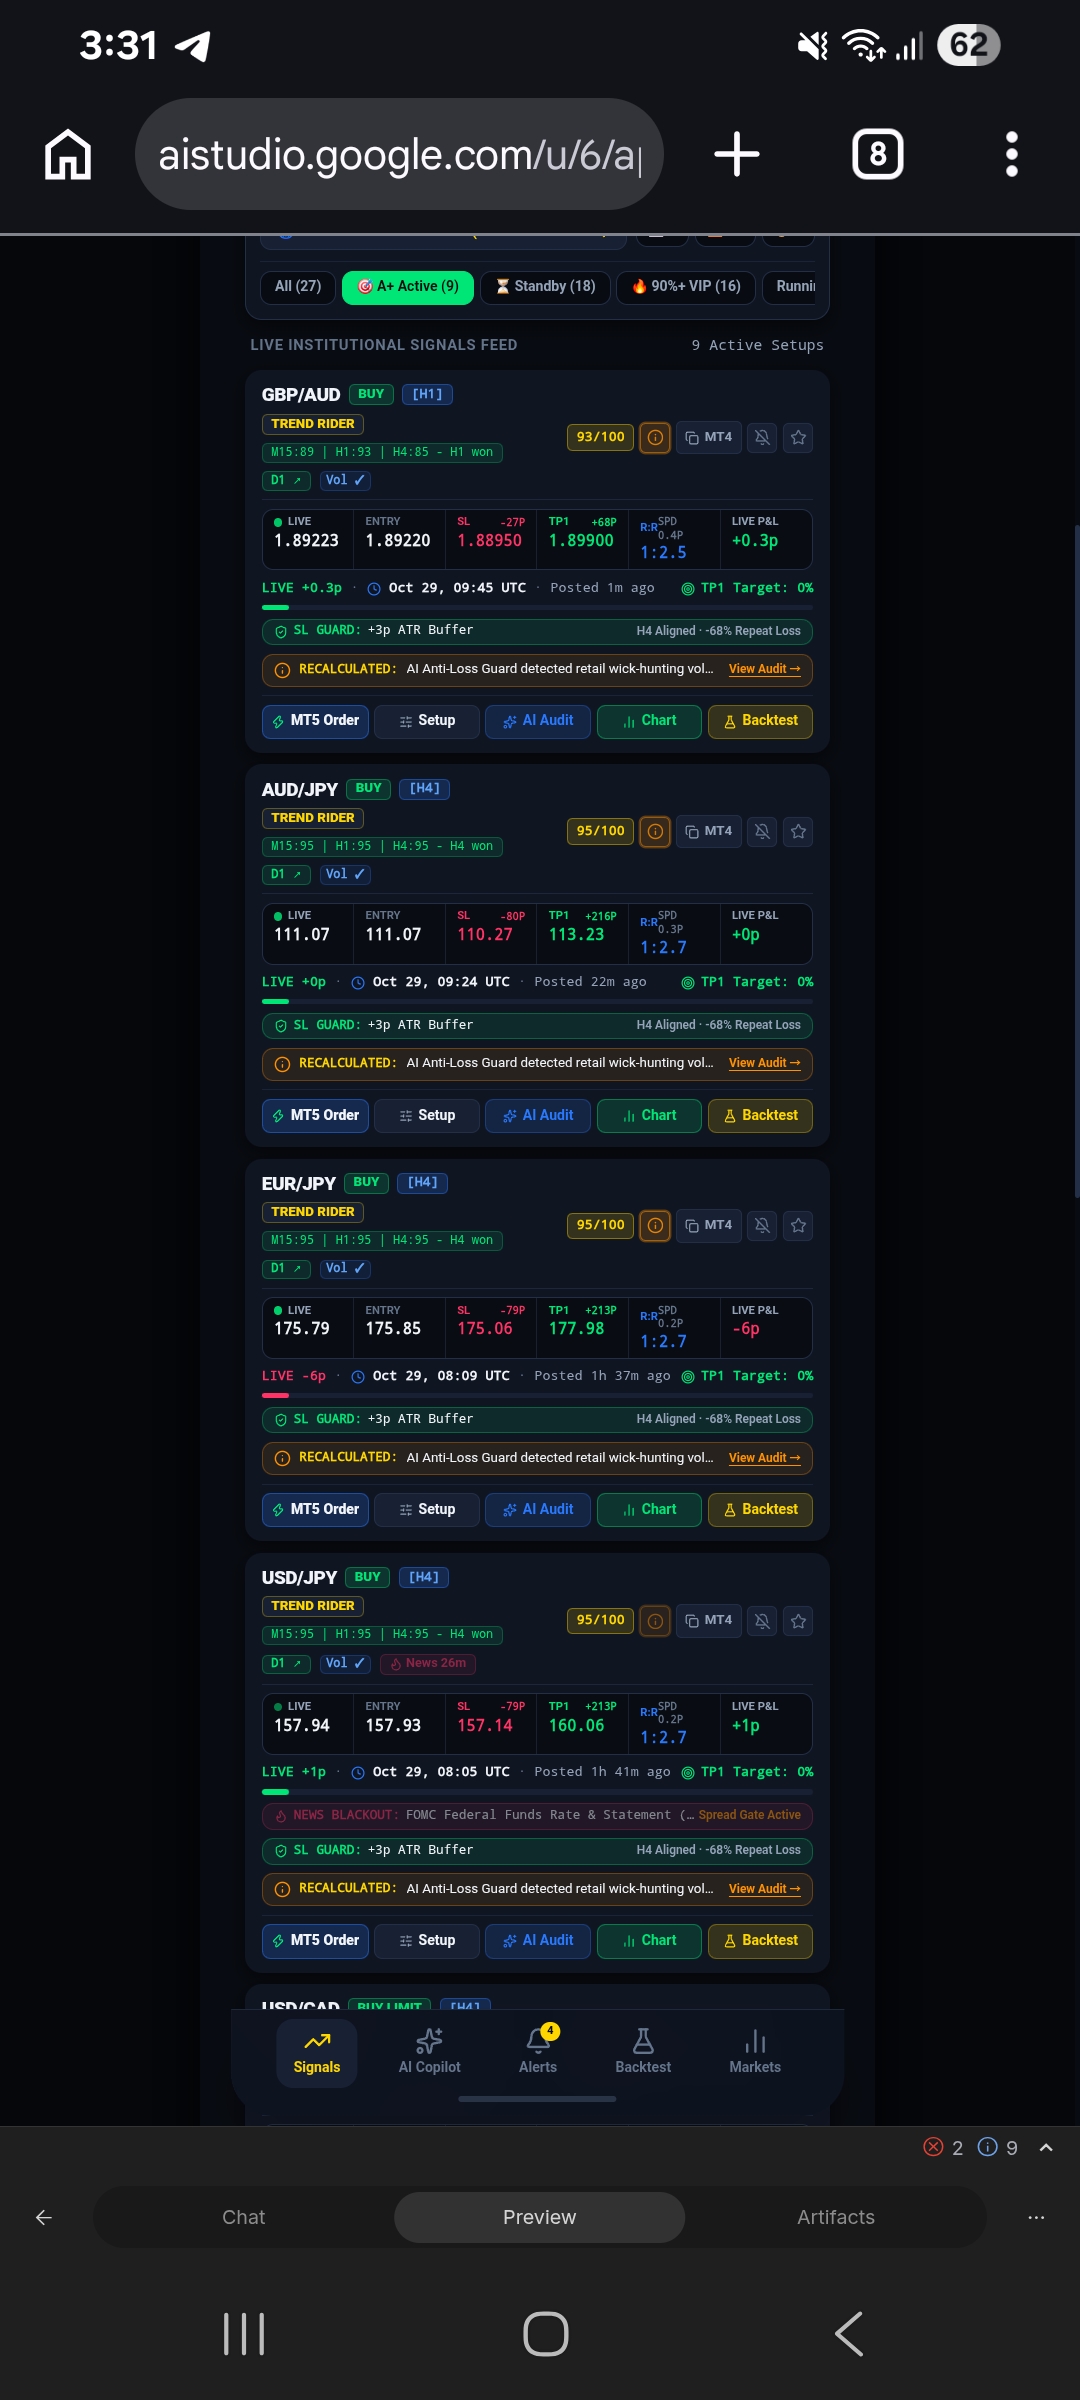 3:31
62
aistudio.google.com/u/6/a
8
All (27)
🎯 A+ Active (9)
⏳ Standby (18)
🔥 90%+ VIP (16)
Runni
LIVE INSTITUTIONAL SIGNALS FEED
9 Active Setups
GBP/AUD BUY [H1]
TREND RIDER
M15:89 | H1:93 | H4:85 - H1 won
D1 ↗ Vol ✓
93/100 MT4
LIVE ENTRY SL -27P TP1 +68P R:R SPD 0.4P LIVE P&L
1.89223 1.89220 1.88950 1.89900 1:2.5 +0.3p
LIVE +0.3p · Oct 29, 09:45 UTC · Posted 1m ago TP1 Target: 0%
SL GUARD: +3p ATR Buffer H4 Aligned · -68% Repeat Loss
RECALCULATED: AI Anti-Loss Guard detected retail wick-hunting vol... View Audit →
MT5 Order Setup AI Audit Chart Backtest
AUD/JPY BUY [H4]
TREND RIDER
M15:95 | H1:95 | H4:95 - H4 won
D1 ↗ Vol ✓
95/100 MT4
LIVE ENTRY SL -80P TP1 +216P R:R SPD 0.3P LIVE P&L
111.07 111.07 110.27 113.23 1:2.7 +0p
LIVE +0p · Oct 29, 09:24 UTC · Posted 22m ago TP1 Target: 0%
SL GUARD: +3p ATR Buffer H4 Aligned · -68% Repeat Loss
RECALCULATED: AI Anti-Loss Guard detected retail wick-hunting vol... View Audit →
MT5 Order Setup AI Audit Chart Backtest
EUR/JPY BUY [H4]
TREND RIDER
M15:95 | H1:95 | H4:95 - H4 won
D1 ↗ Vol ✓
95/100 MT4
LIVE ENTRY SL -79P TP1 +213P R:R SPD 0.2P LIVE P&L
175.79 175.85 175.06 177.98 1:2.7 -6p
LIVE -6p · Oct 29, 08:09 UTC · Posted 1h 37m ago TP1 Target: 0%
SL GUARD: +3p ATR Buffer H4 Aligned · -68% Repeat Loss
RECALCULATED: AI Anti-Loss Guard detected retail wick-hunting vol... View Audit →
MT5 Order Setup AI Audit Chart Backtest
USD/JPY BUY [H4]
TREND RIDER
M15:95 | H1:95 | H4:95 - H4 won
D1 ↗ Vol ✓ News 26m
95/100 MT4
LIVE ENTRY SL -79P TP1 +213P R:R SPD 0.2P LIVE P&L
157.94 157.93 157.14 160.06 1:2.7 +1p
LIVE +1p · Oct 29, 08:05 UTC · Posted 1h 41m ago TP1 Target: 0%
NEWS BLACKOUT: FOMC Federal Funds Rate & Statement (… Spread Gate Active
SL GUARD: +3p ATR Buffer H4 Aligned · -68% Repeat Loss
RECALCULATED: AI Anti-Loss Guard detected retail wick-hunting vol... View Audit →
MT5 Order Setup AI Audit Chart Backtest
USD/CAD BUY LIMIT [H4]
4
Signals AI Copilot Alerts Backtest Markets
2 9
Chat Preview Artifacts